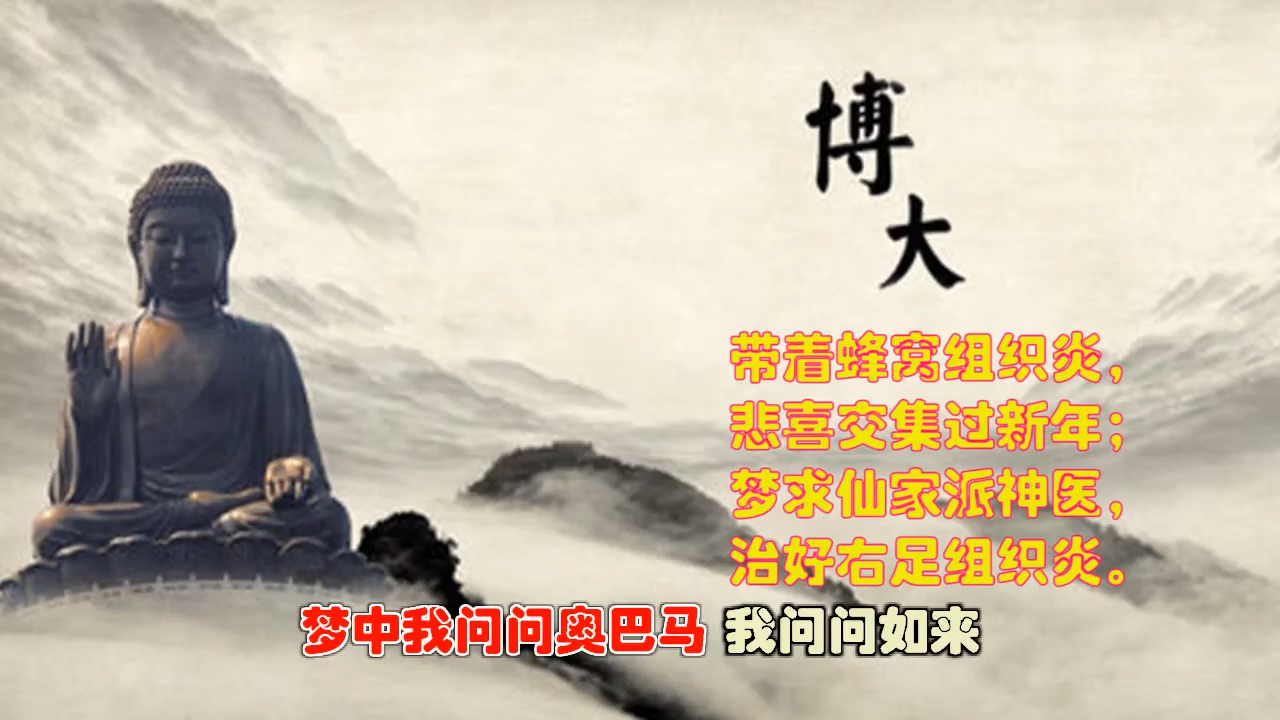 博
大
带着蜂窝组织炎，
悲喜交集过新年；
梦求仙家派神医，
治好右足组织炎。
梦中我问问奥巴马 我问问如来